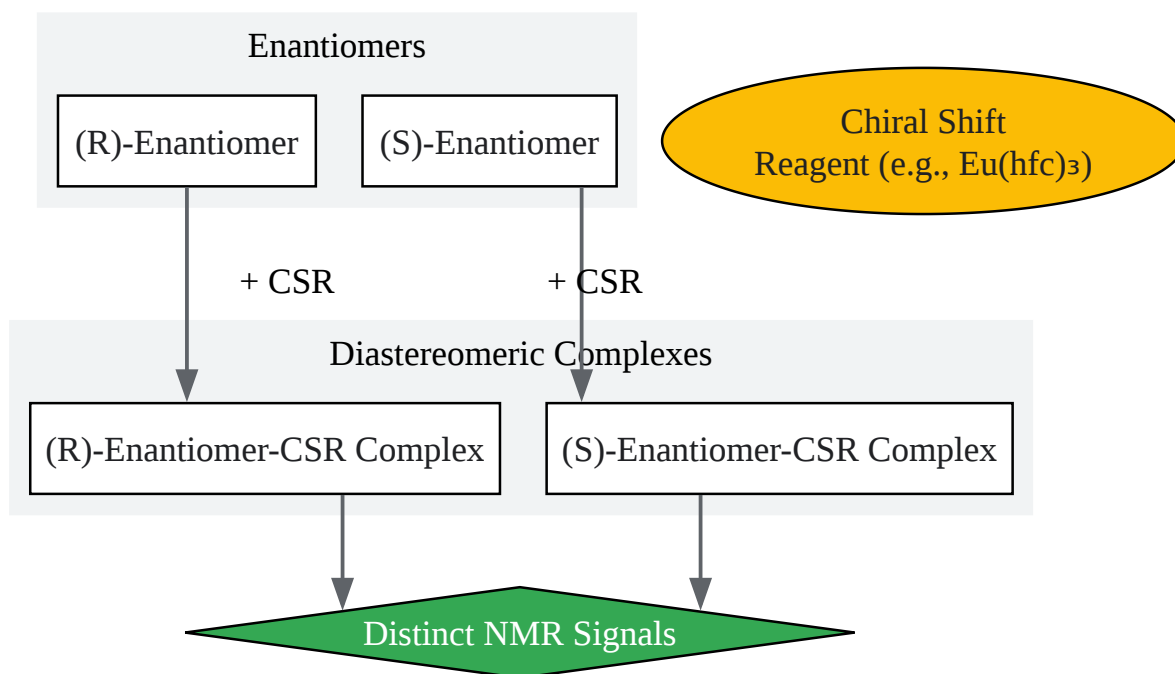 Enantiomers
(R)-Enantiomer
(S)-Enantiomer
Chiral Shift
Reagent (e.g., Eu(hfc)₃)
+ CSR
+ CSR
Diastereomeric Complexes
(R)-Enantiomer-CSR Complex
(S)-Enantiomer-CSR Complex
Distinct NMR Signals